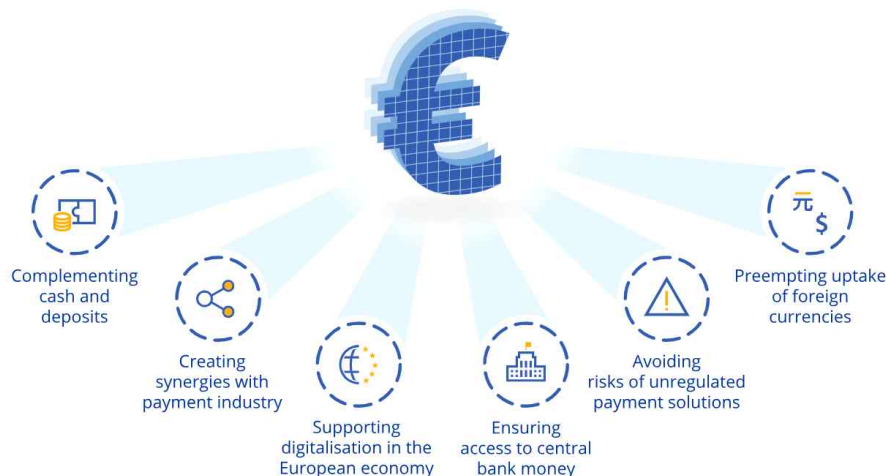 €
元
$
Complementing
cash and
deposits
Creating
synergies with
payment industry
Supporting
digitalisation in the
European economy
Ensuring
access to central
bank money
Avoiding
risks of unregulated
payment solutions
Preempting uptake
of foreign
currencies